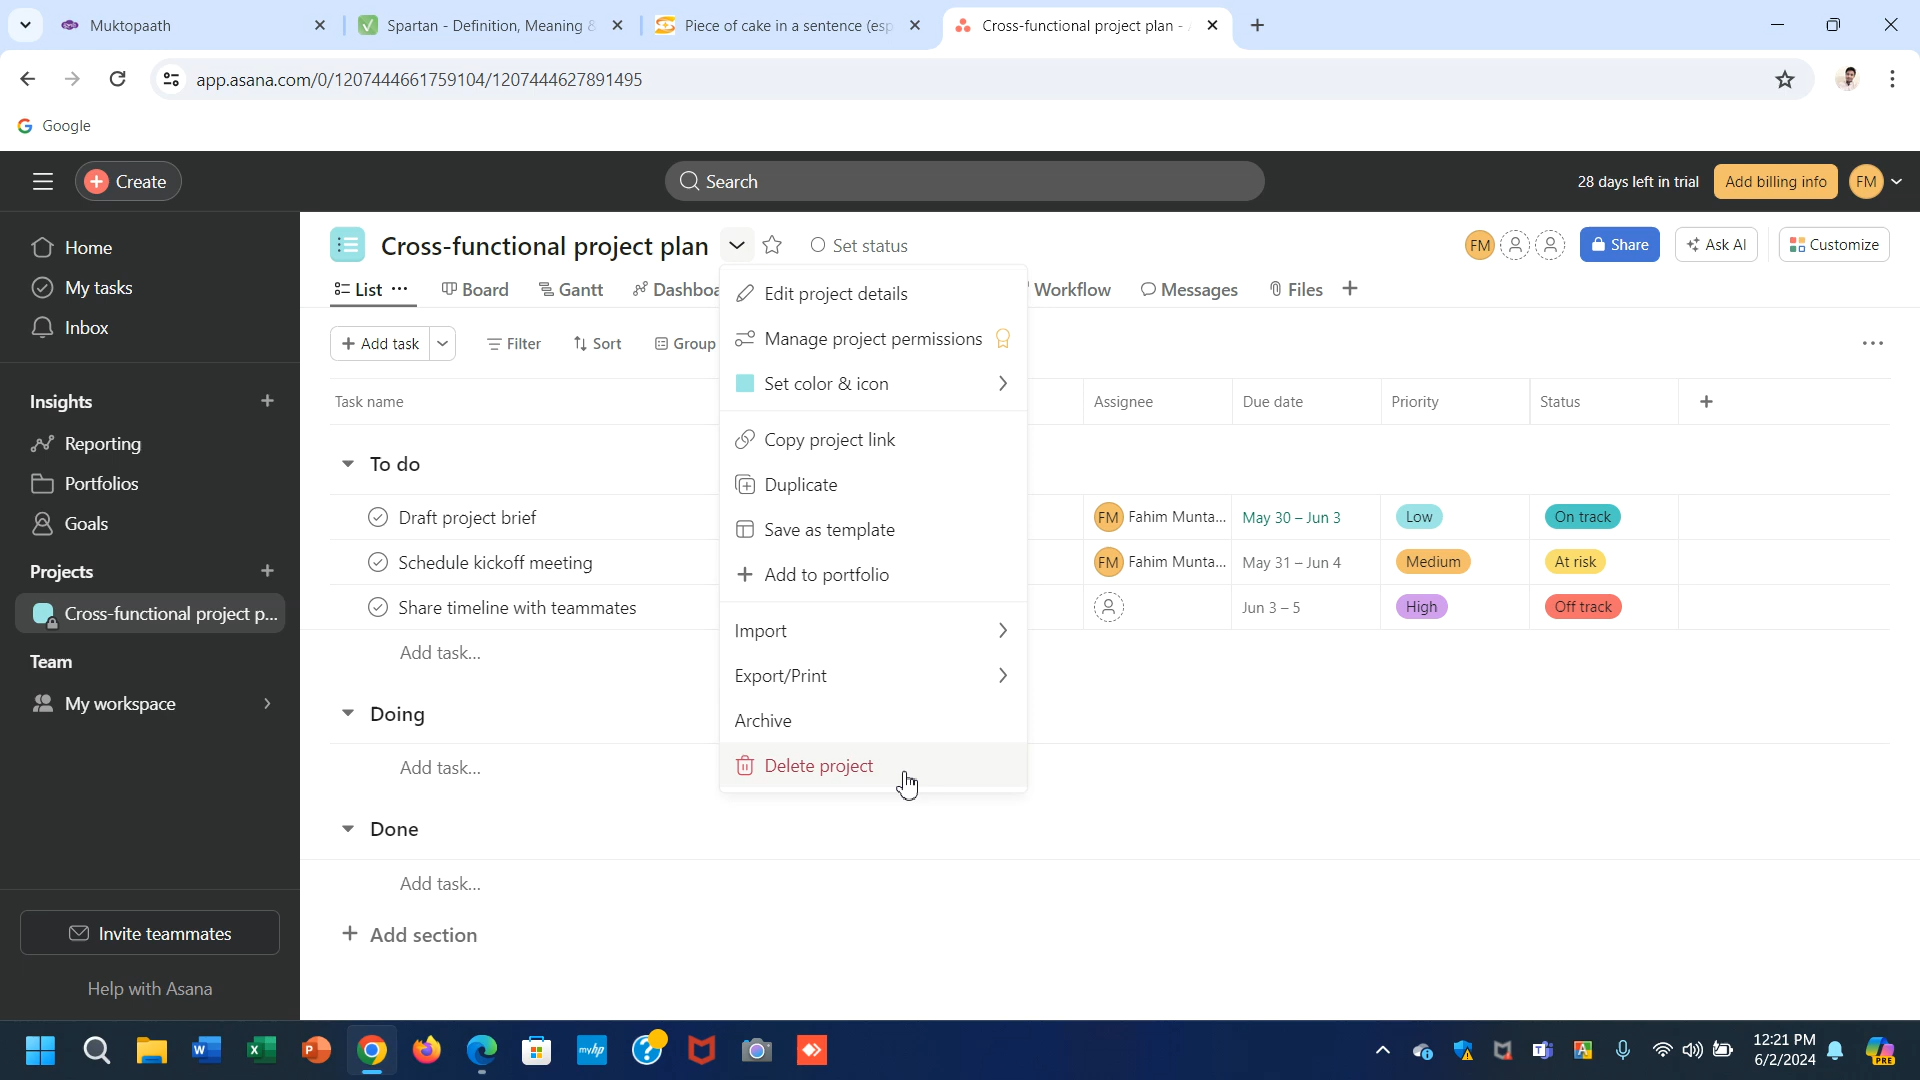 Muktopaath
Spartan - Definition, Meaning &
Piece of cake in a sentence (esp
Cross-functional project plan -
app.asana.com/0/1207444661759104/1207444627891495
Google
Create
Search
28 days left in trial
Add billing info
FM
Home
My tasks
Inbox
Insights
Reporting
Portfolios
Goals
Projects
Cross-functional project p...
Team
My workspace
Invite teammates
Help with Asana
Cross-functional project plan
Set status
FM
Share
Ask AI
Customize
List
Board
Gantt
Dashboa
Workflow
Messages
Files
Add task
Filter
Sort
Group
Edit project details
Manage project permissions
Set color & icon
Copy project link
Duplicate
Save as template
Add to portfolio
Import
Export/Print
Archive
Delete project
Task name
Assignee
Due date
Priority
Status
To do
Draft project brief
FM Fahim Munta...
May 30 – Jun 3
Low
On track
Schedule kickoff meeting
FM Fahim Munta...
May 31 – Jun 4
Medium
At risk
Share timeline with teammates
Jun 3 – 5
High
Off track
Add task...
Doing
Add task...
Done
Add task...
Add section
12:21 PM
6/2/2024